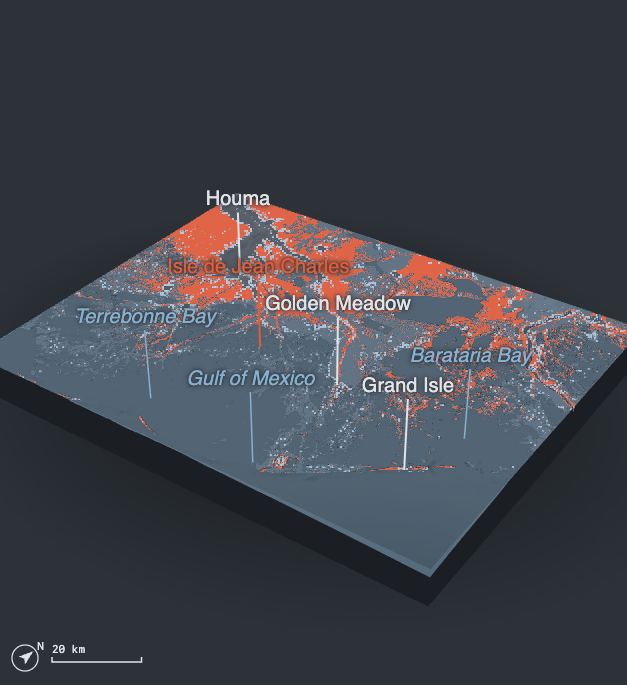 Houma
Isle de Jean Charles
Golden Meadow
Terrebonne Bay
Barataria Bay
Gulf of Mexico
Grand Isle
N
20 km